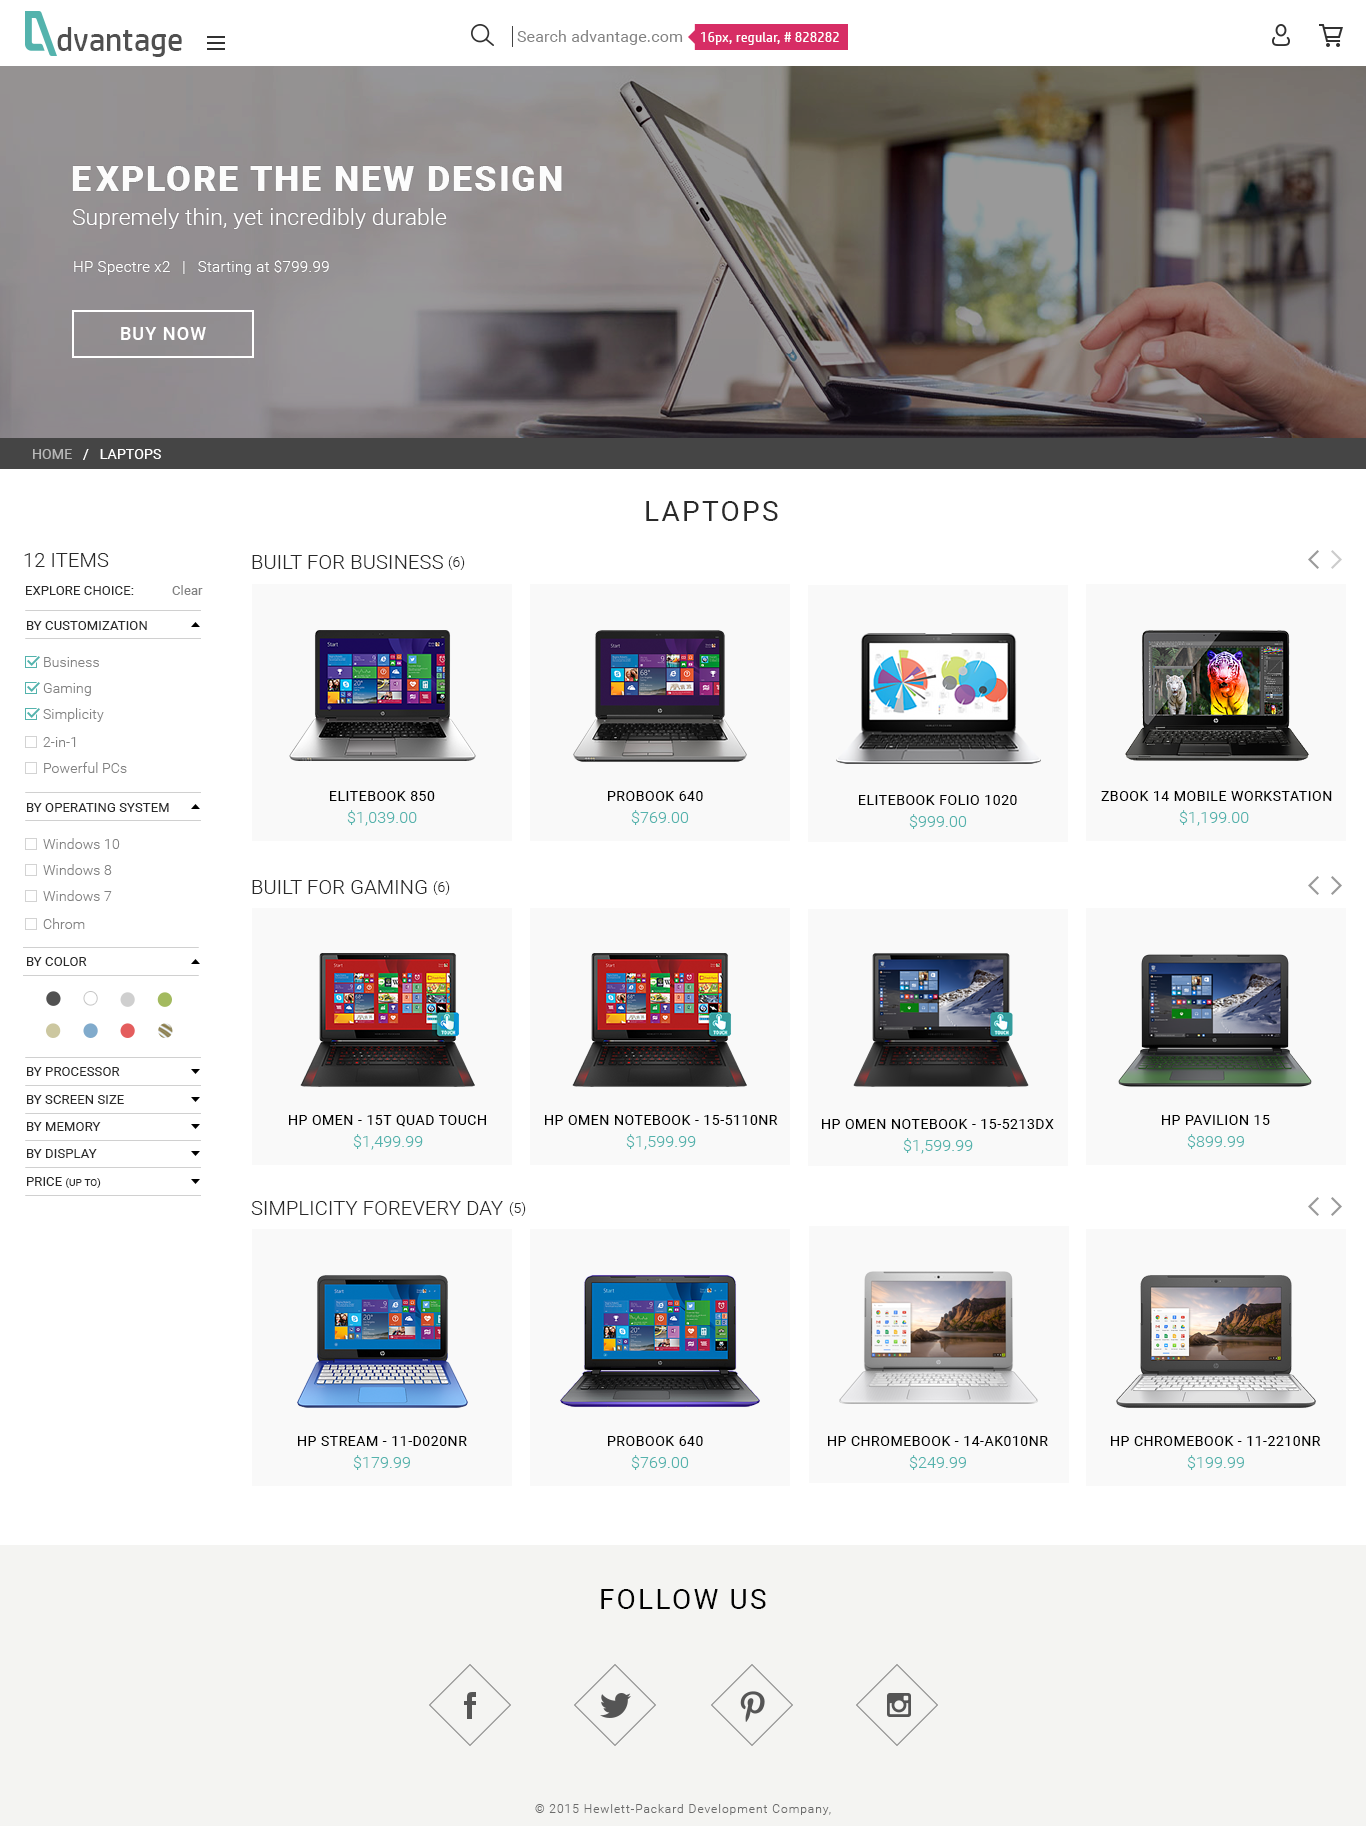 dvantage
Search advantage.com
16px, regular, # 828282
EXPLORE THE NEW DESIGN
Supremely thin, yet incredibly durable
HP Spectre x2 | Starting at $799.99
BUY NOW
HOME / LAPTOPS
LAPTOPS
12 ITEMS
EXPLORE CHOICE: Clear
BY CUSTOMIZATION
Business
Gaming
Simplicity
2-in-1
Powerful PCs
BY OPERATING SYSTEM
Windows 10
Windows 8
Windows 7
Chrom
BY COLOR
BY PROCESSOR
BY SCREEN SIZE
BY MEMORY
BY DISPLAY
PRICE (UP TO)
BUILT FOR BUSINESS (6)
ELITEBOOK 850
$1,039.00
PROBOOK 640
$769.00
ELITEBOOK FOLIO 1020
$999.00
ZBOOK 14 MOBILE WORKSTATION
$1,199.00
BUILT FOR GAMING (6)
TOUCH
HP OMEN - 15T QUAD TOUCH
$1,499.99
TOUCH
HP OMEN NOTEBOOK - 15-5110NR
$1,599.99
TOUCH
HP OMEN NOTEBOOK - 15-5213DX
$1,599.99
HP PAVILION 15
$899.99
SIMPLICITY FOREVERY DAY (5)
HP STREAM - 11-D020NR
$179.99
PROBOOK 640
$769.00
HP CHROMEBOOK - 14-AK010NR
$249.99
HP CHROMEBOOK - 11-2210NR
$199.99
FOLLOW US
© 2015 Hewlett-Packard Development Company,